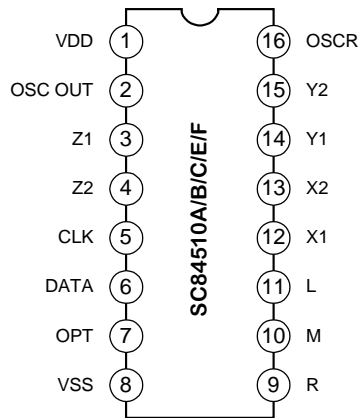 VDD 1 16 OSCR
OSC OUT 2 15 Y2
Z1 3 14 Y1
Z2 4 13 X2
CLK 5 12 X1
DATA 6 11 L
OPT 7 10 M
VSS 8 9 R
SC84510A/B/C/E/F